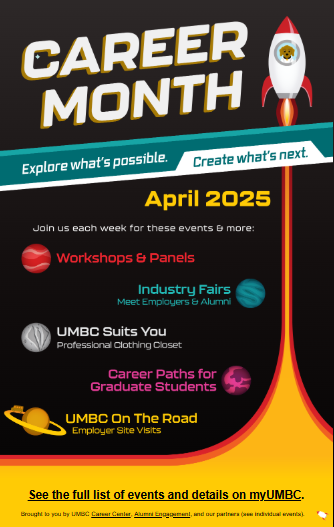 CAREER
MONTH
Explore what's possible.
Create what's next.
April 2025
Join us each week for these events & more:
Workshops & Panels
Industry Fairs
Meet Employers & Alumni
UMBC Suits You
Professional Clothing Closet
Career Paths for
Graduate Students
UMBC On The Road
Employer Site Visits
See the full list of events and details on myUMBC.
Brought to you by UMBC Career Center, Alumni Engagement, and our partners (see individual events).